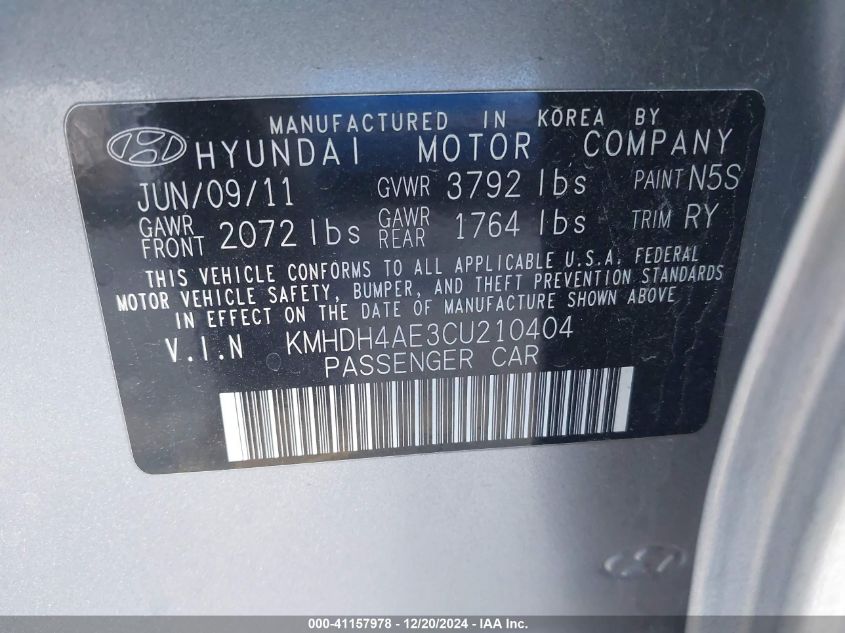 MANUFACTURED IN KOREA BY
HYUNDAI MOTOR COMPANY
JUN/09/11 GVWR 3792 lbs PAINT N5S
GAWR FRONT 2072 lbs GAWR REAR 1764 lbs TRIM RY
THIS VEHICLE CONFORMS TO ALL APPLICABLE U.S.A. FEDERAL
MOTOR VEHICLE SAFETY, BUMPER, AND THEFT PREVENTION STANDARDS
IN EFFECT ON THE DATE OF MANUFACTURE SHOWN ABOVE
V.I.N KMHDH4AE3CU210404
PASSENGER CAR
000-41157978 - 12/20/2024 - IAA Inc.